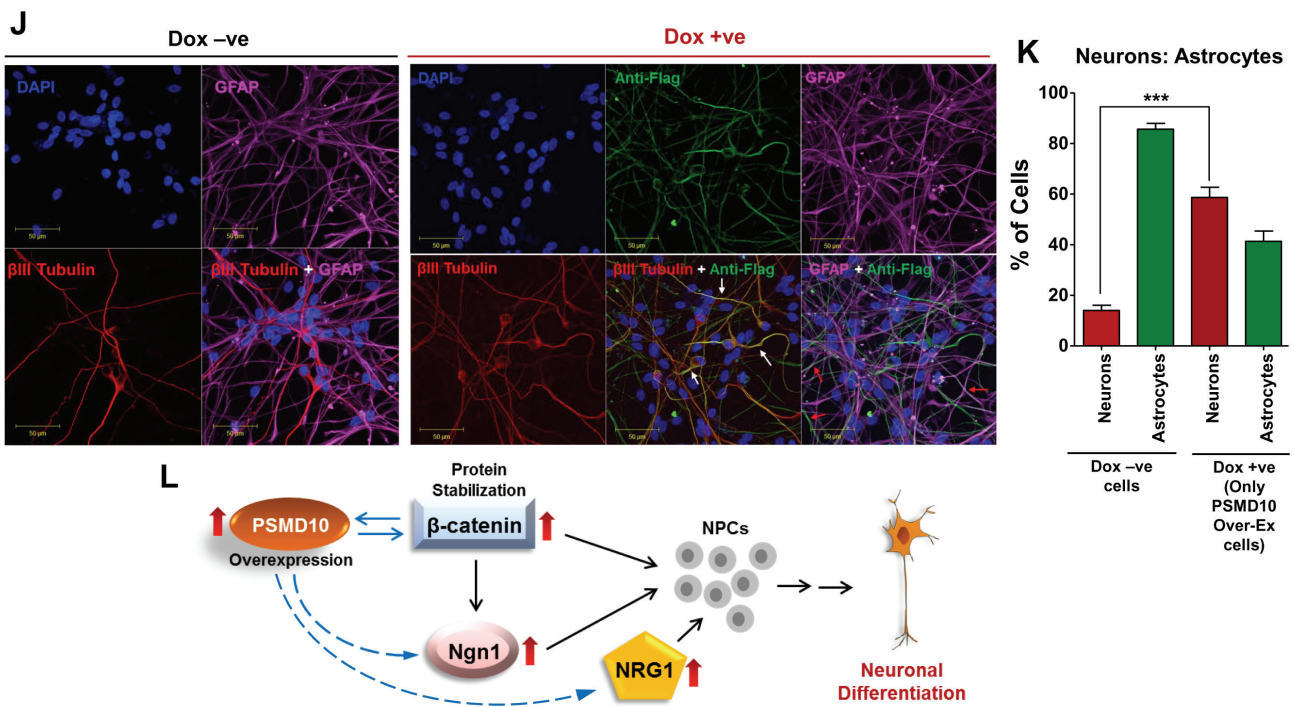 J
Dox –ve
Dox +ve
DAPI
GFAP
50 µm
50 µm
βIII Tubulin
βIII Tubulin + GFAP
50 µm
50 µm
DAPI
Anti-Flag
GFAP
50 µm
50 µm
50 µm
βIII Tubulin
βIII Tubulin + Anti-Flag
GFAP + Anti-Flag
50 µm
50 µm
50 µm
K
Neurons: Astrocytes
% of Cells
100
80
60
40
20
0
***
Neurons
Astrocytes
Neurons
Astrocytes
Dox –ve
cells
Dox +ve
(Only
PSMD10
Over-Ex
cells)
L
PSMD10
Overexpression
Protein
Stabilization
β-catenin
Ngn1
NRG1
NPCs
Neuronal
Differentiation